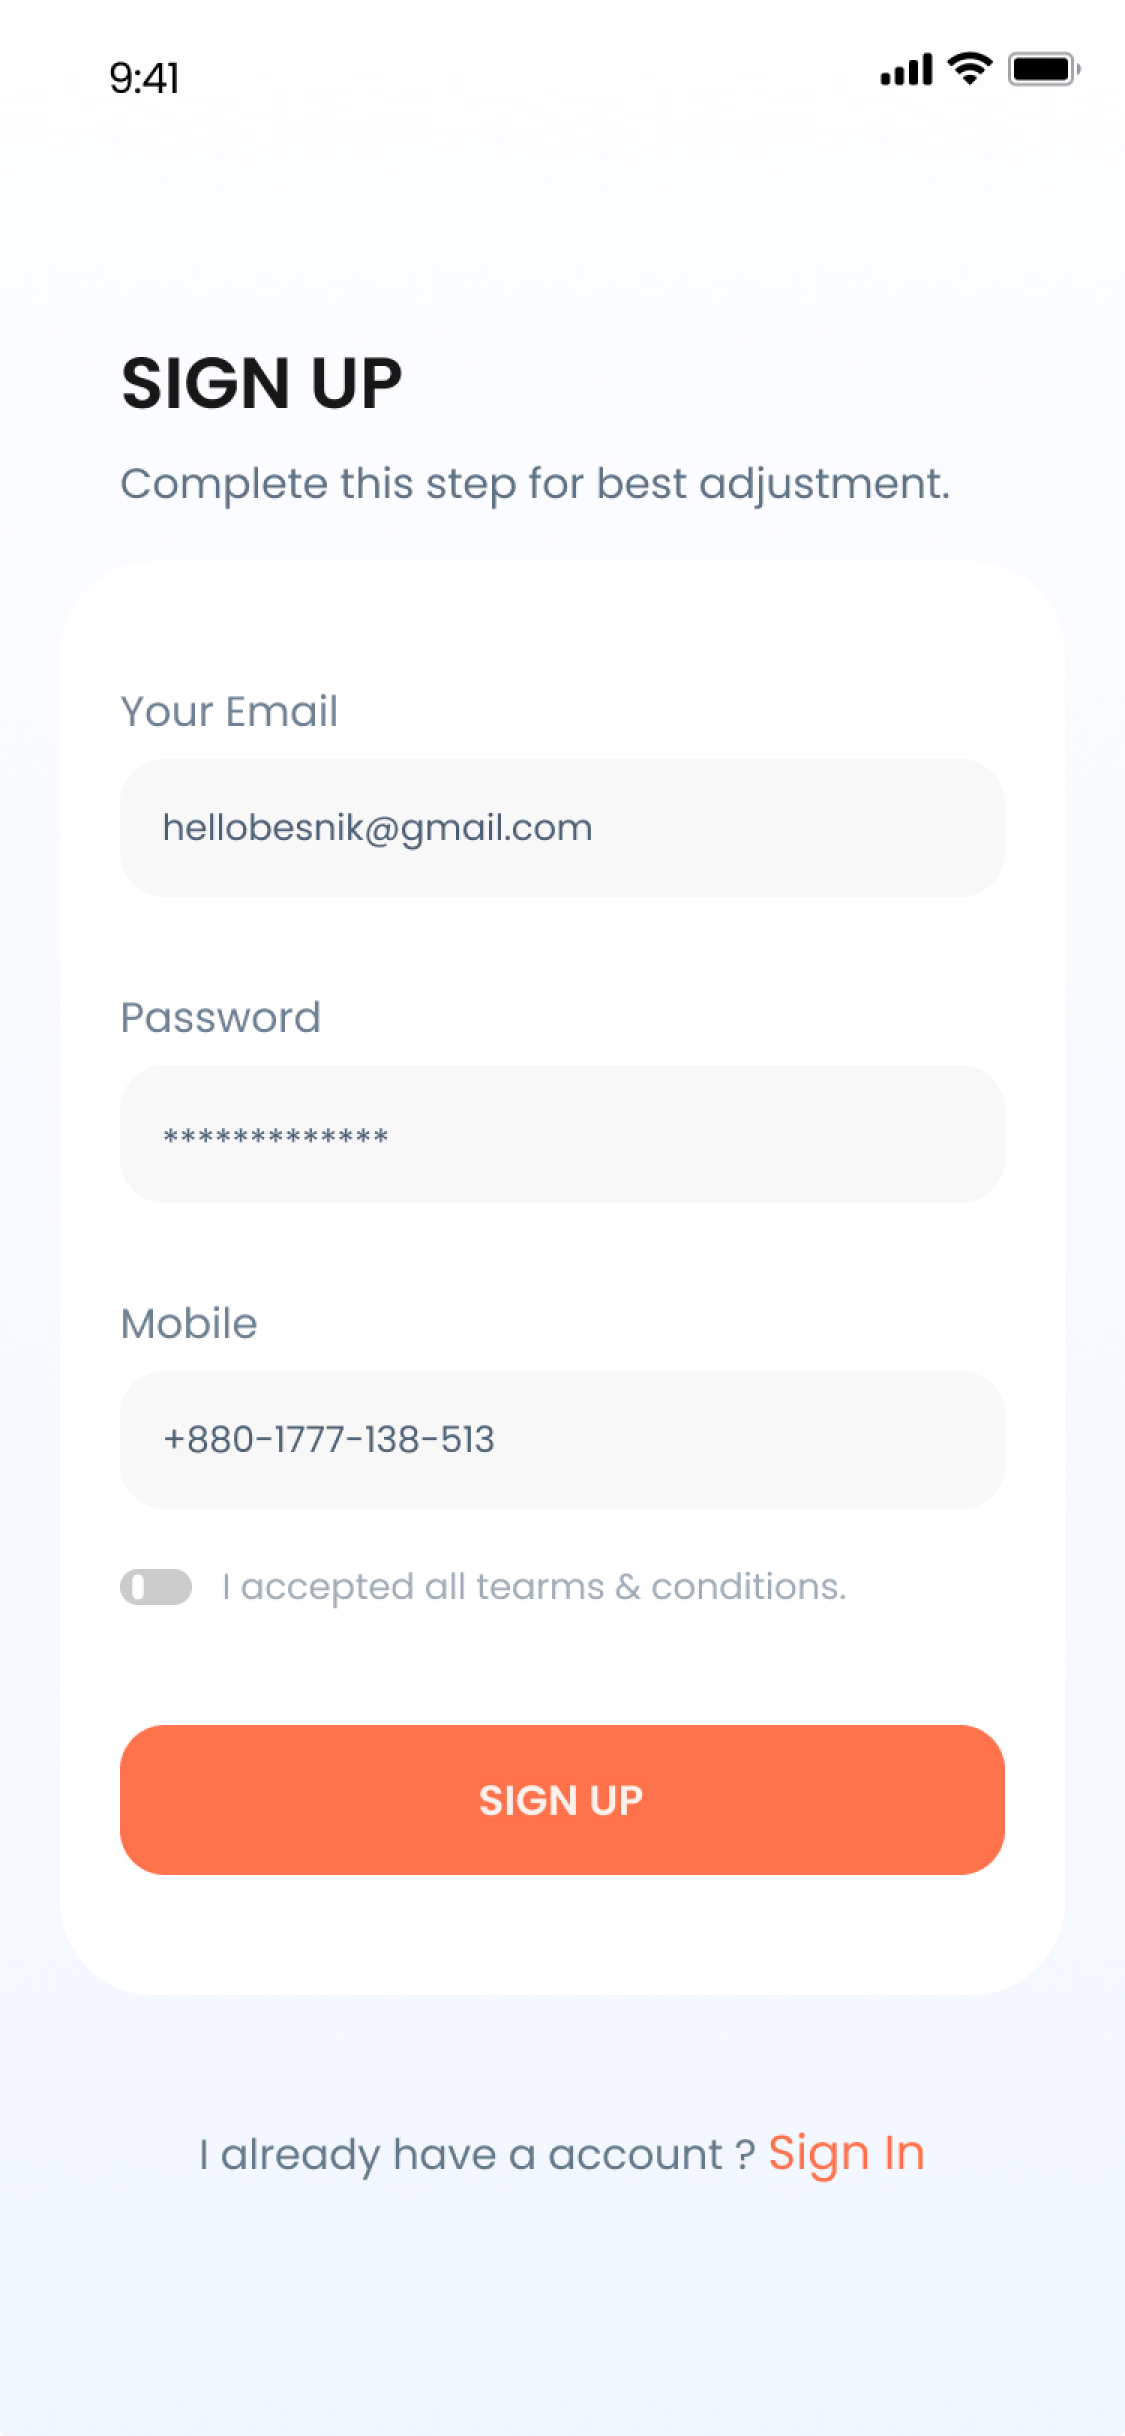 9:41
SIGN UP
Complete this step for best adjustment.
Your Email
hellobesnik@gmail.com
Password
*************
Mobile
+880-1777-138-513
I accepted all tearms & conditions.
SIGN UP
I already have a account ? Sign In